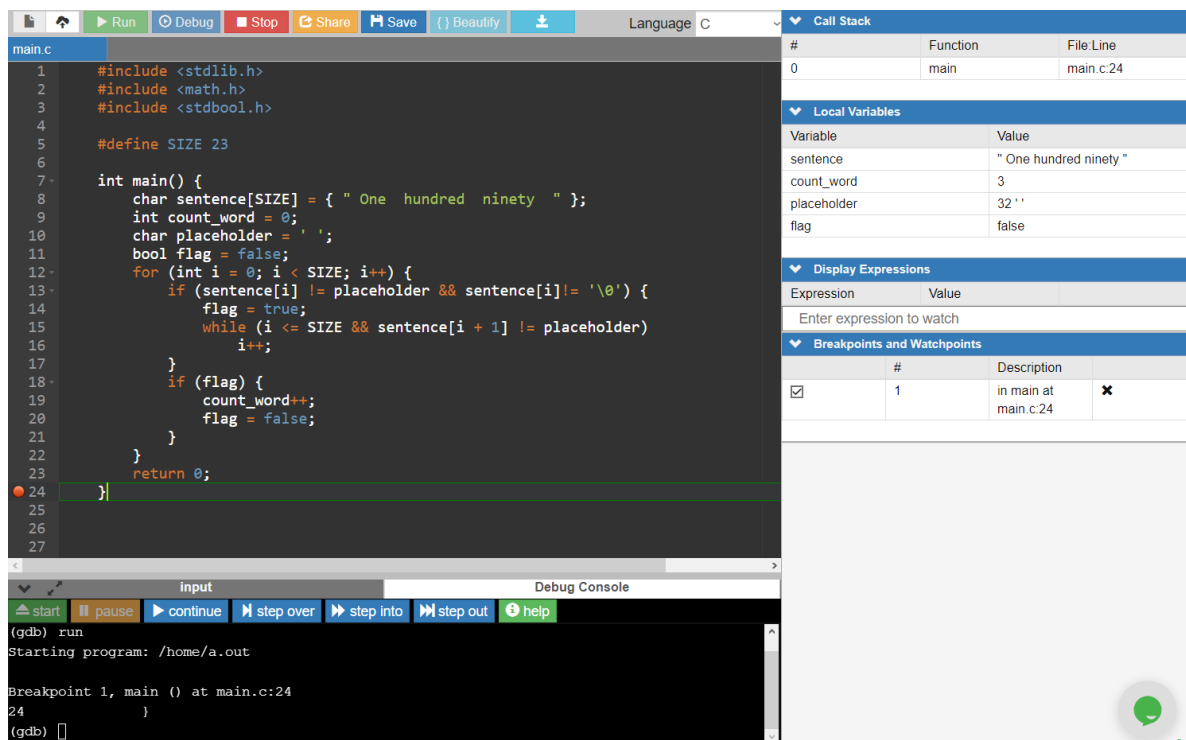 Run Debug Stop Share Save { } Beautify Language C
main.c
1 #include <stdlib.h>
2 #include <math.h>
3 #include <stdbool.h>
4
5 #define SIZE 23
6
7 int main() {
8 char sentence[SIZE] = { " One  hundred  ninety  " };
9 int count_word = 0;
10 char placeholder = ' ';
11 bool flag = false;
12 for (int i = 0; i < SIZE; i++) {
13 if (sentence[i] != placeholder && sentence[i]!= '\0') {
14 flag = true;
15 while (i <= SIZE && sentence[i + 1] != placeholder)
16 i++;
17 }
18 if (flag) {
19 count_word++;
20 flag = false;
21 }
22 }
23 return 0;
24 }
25
26
27
input Debug Console
start pause continue step over step into step out help
(gdb) run
Starting program: /home/a.out
Breakpoint 1, main () at main.c:24
24 }
(gdb)
Call Stack
# Function File:Line
0 main main.c:24
Local Variables
Variable Value
sentence " One hundred ninety "
count_word 3
placeholder 32 ' '
flag false
Display Expressions
Expression Value
Enter expression to watch
Breakpoints and Watchpoints
# Description
1 in main at
main.c:24